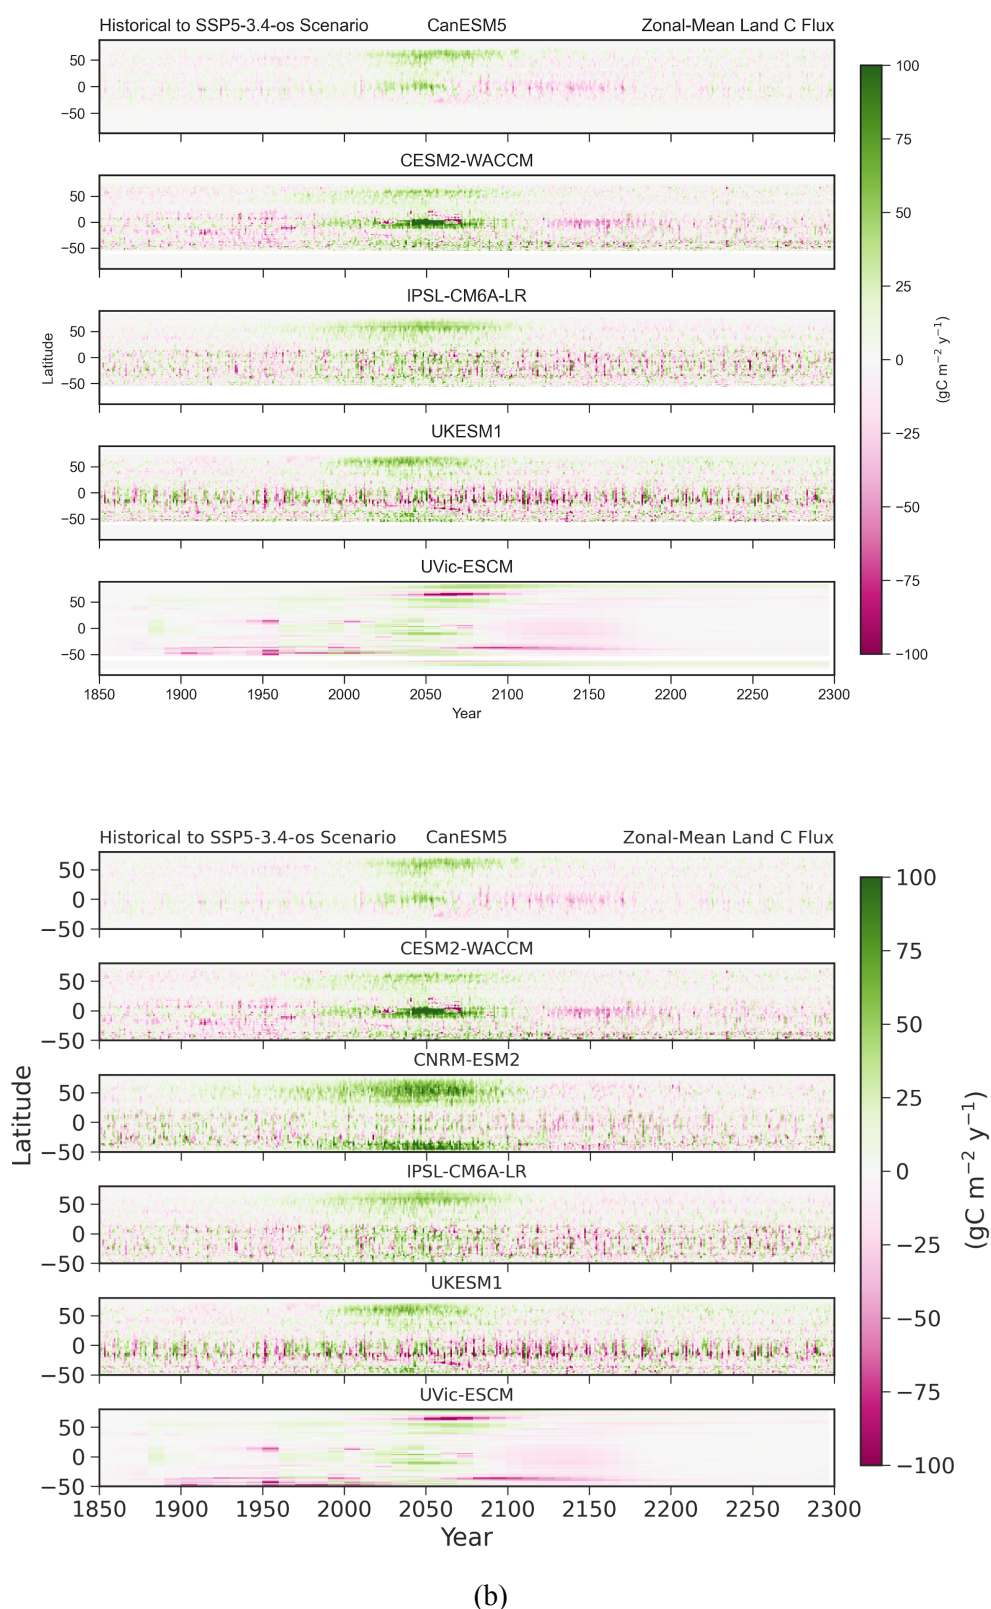 Historical to SSP5-3.4-os Scenario CanESM5 Zonal-Mean Land C Flux
50
0
−50
CESM2-WACCM
50
0
−50
IPSL-CM6A-LR
50
0
−50
Latitude
UKESM1
50
0
−50
UVic-ESCM
50
0
−50
1850 1900 1950 2000 2050 2100 2150 2200 2250 2300
Year
100
75
50
25
0
−25
−50
−75
−100
(gC m⁻² y⁻¹)
Historical to SSP5-3.4-os Scenario CanESM5 Zonal-Mean Land C Flux
50
0
−50
CESM2-WACCM
50
0
−50
CNRM-ESM2
50
0
−50
Latitude
IPSL-CM6A-LR
50
0
−50
UKESM1
50
0
−50
UVic-ESCM
50
0
−50
1850 1900 1950 2000 2050 2100 2150 2200 2250 2300
Year
100
75
50
25
0
−25
−50
−75
−100
(gC m⁻² y⁻¹)
(b)